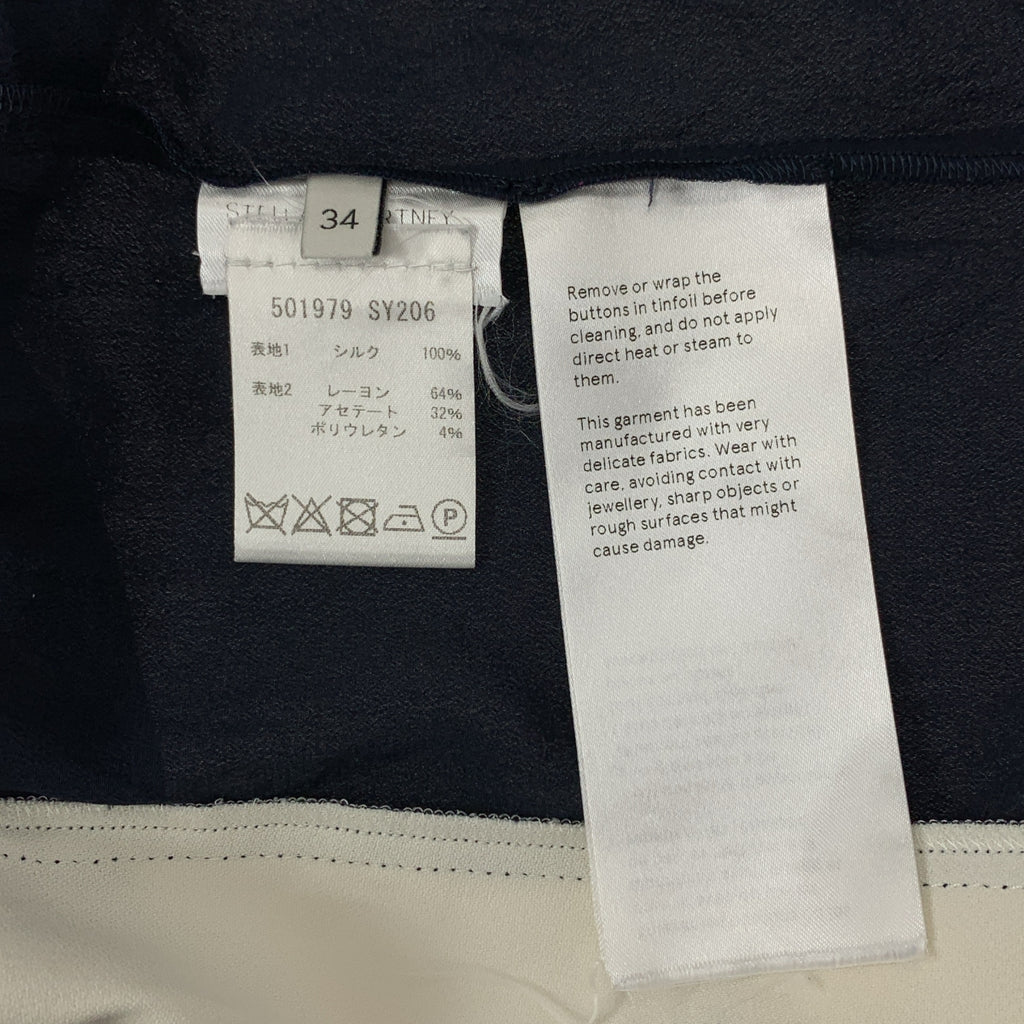 34
501979 SY206
表地1 シルク 100%
表地2 レーヨン 64%
アセテート 32%
ポリウレタン 4%
P
Remove or wrap the
buttons in tinfoil before
cleaning, and do not apply
direct heat or steam to
them.
This garment has been
manufactured with very
delicate fabrics. Wear with
care, avoiding contact with
jewellery, sharp objects or
rough surfaces that might
cause damage.